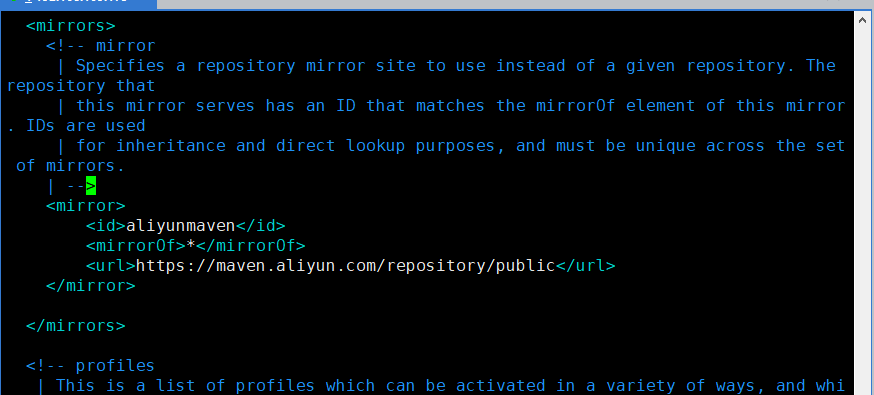 <mirrors>
<!-- mirror
| Specifies a repository mirror site to use instead of a given repository. The
repository that
| this mirror serves has an ID that matches the mirrorOf element of this mirror
. IDs are used
| for inheritance and direct lookup purposes, and must be unique across the set
of mirrors.
| -->
<mirror>
<id>aliyunmaven</id>
<mirrorOf>*</mirrorOf>
<url>https://maven.aliyun.com/repository/public</url>
</mirror>
</mirrors>
<!-- profiles
| This is a list of profiles which can be activated in a variety of ways, and whi